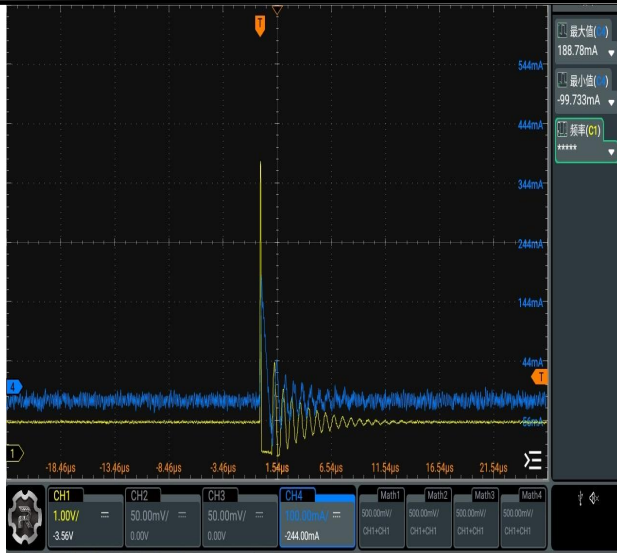 T
最大值( )
188.78mA
最小值( )
-99.733mA
频率(C1)
*****
544mA
444mA
344mA
244mA
144mA
44mA
T
4
-56mA
1
-18.46μs -13.46μs -8.46μs -3.46μs 1.54μs 6.54μs 11.54μs 16.54μs 21.54μs
CH1 CH2 CH3 CH4 Math1 Math2 Math3 Math4
1.00V/ 50.00mV/ 50.00mV/ 100.00mA/ 500.00mV/ 500.00mV/ 500.00mV/ 500.00mV/
-3.56V 0.00V 0.00V -244.00mA CH1+CH1 CH1+CH1 CH1+CH1 CH1+CH1